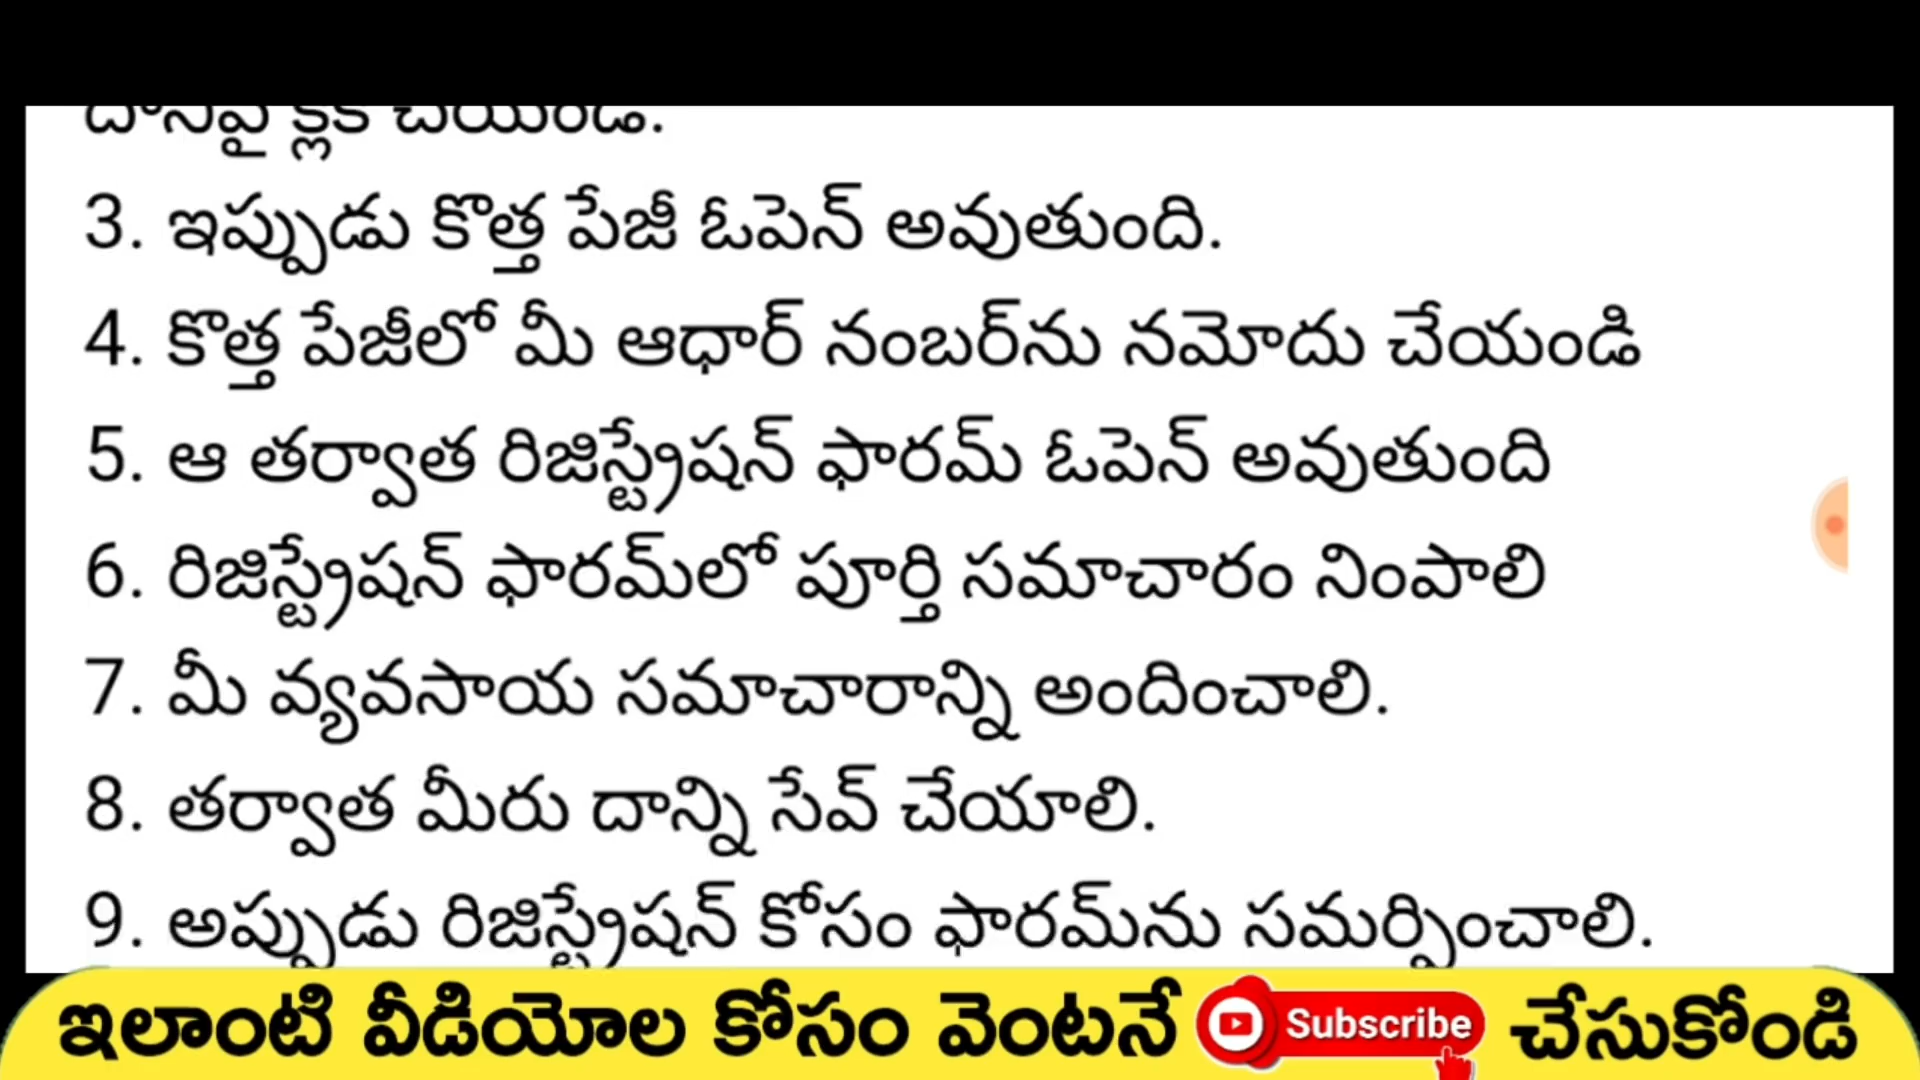 దానిపై క్లిక్ చేయండి.
3. ఇప్పుడు కొత్త పేజీ ఓపెన్ అవుతుంది.
4. కొత్త పేజీలో మీ ఆధార్ నంబర్‌ను నమోదు చేయండి
5. ఆ తర్వాత రిజిస్ట్రేషన్ ఫారమ్ ఓపెన్ అవుతుంది
6. రిజిస్ట్రేషన్ ఫారమ్‌లో పూర్తి సమాచారం నింపాలి
7. మీ వ్యవసాయ సమాచారాన్ని అందించాలి.
8. తర్వాత మీరు దాన్ని సేవ్ చేయాలి.
9. అప్పుడు రిజిస్ట్రేషన్ కోసం ఫారమ్‌ను సమర్పించాలి.
ఇలాంటి వీడియోల కోసం వెంటనే Subscribe చేసుకోండి